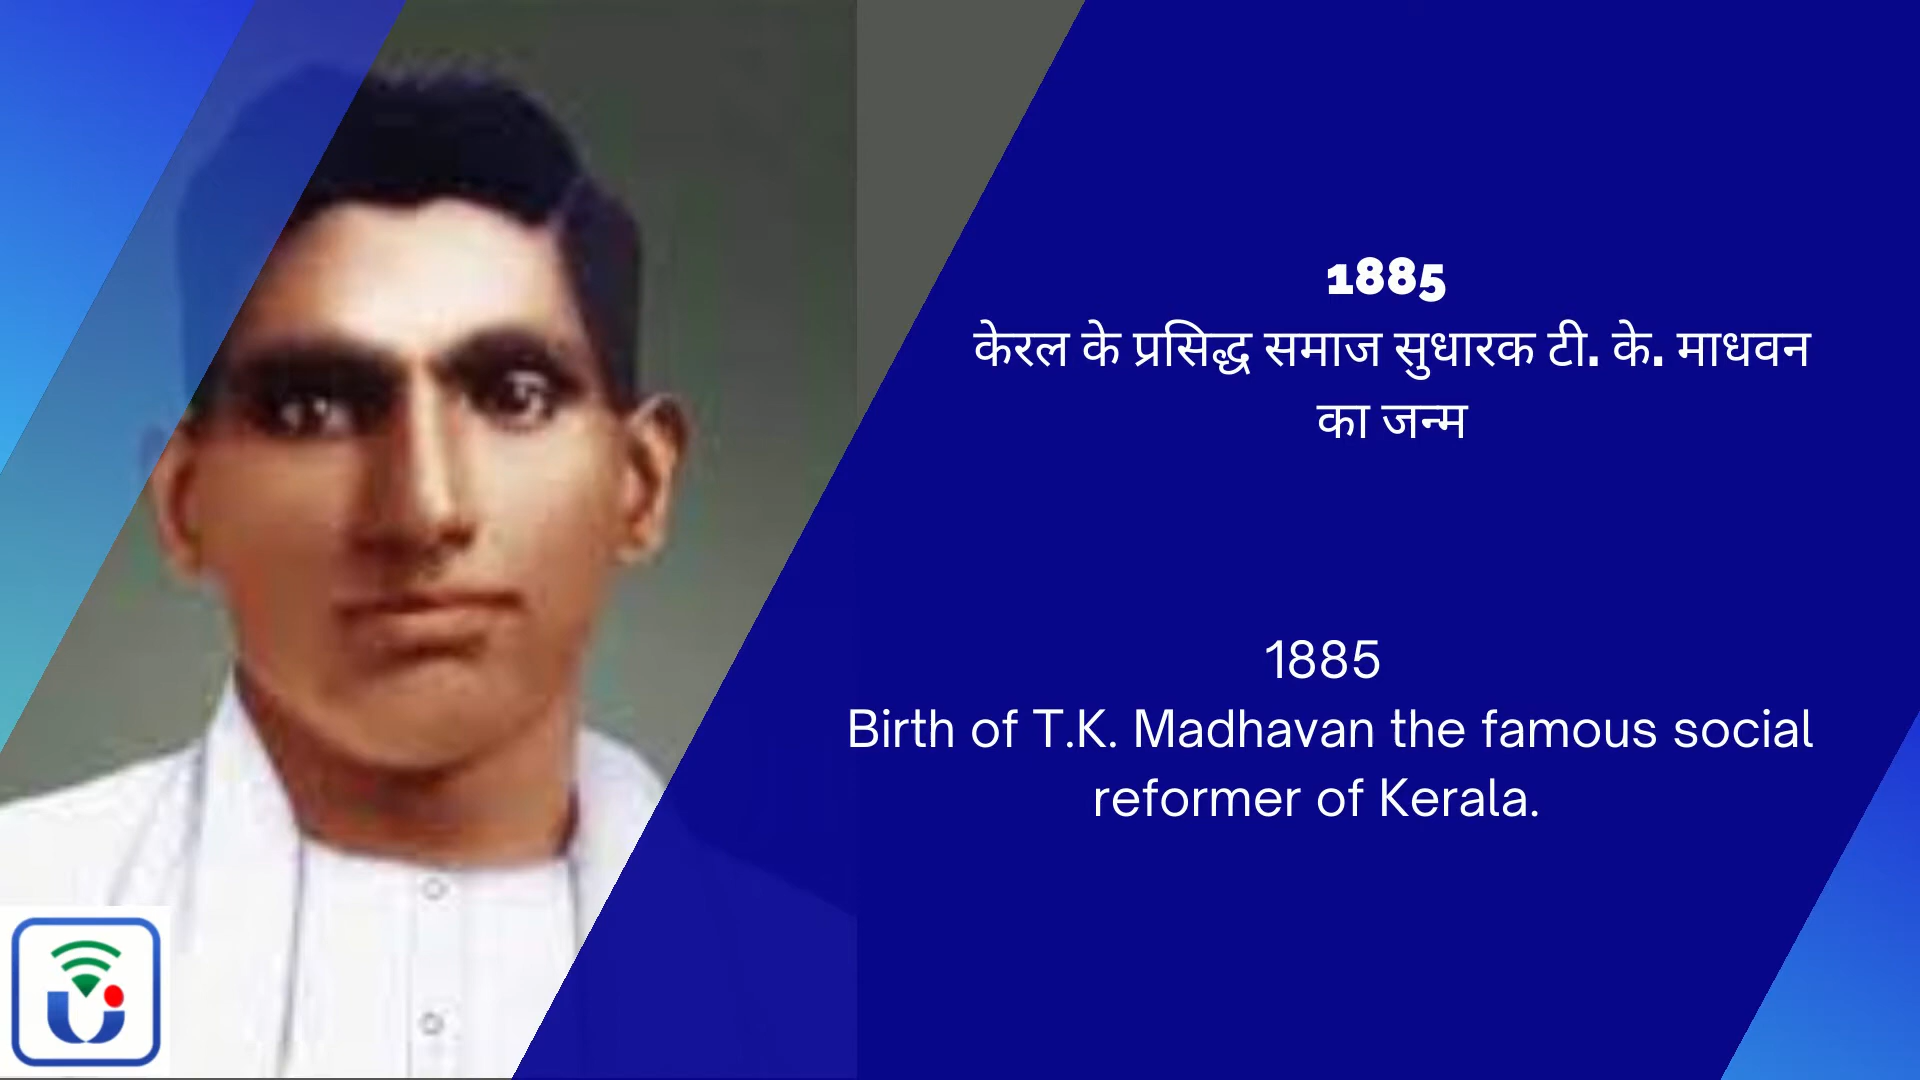 1885
केरल के प्रसिद्ध समाज सुधारक टी. के. माधवन
का जन्म
1885
Birth of T.K. Madhavan the famous social
reformer of Kerala.